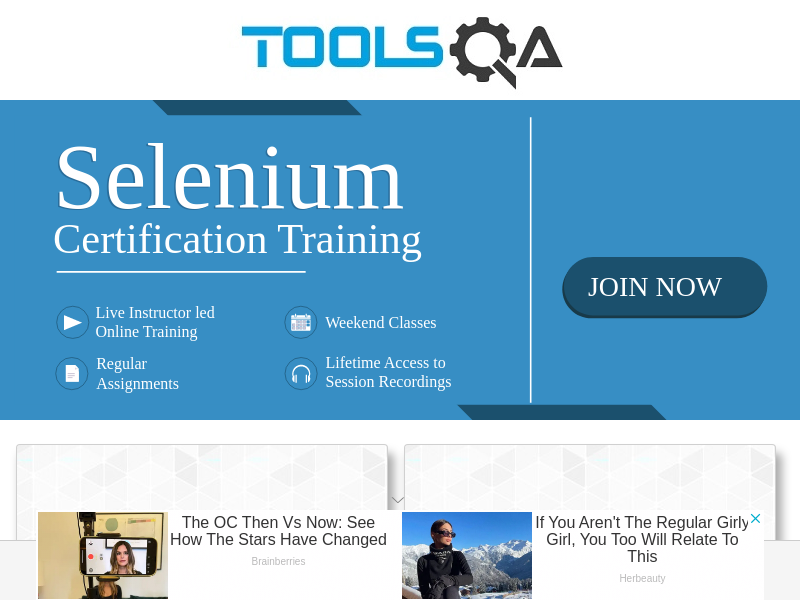 TOOLSQA
Selenium
Certification Training
JOIN NOW
Live Instructor led
Online Training
Weekend Classes
Regular
Assignments
Lifetime Access to
Session Recordings
The OC Then Vs Now: See
How The Stars Have Changed
Brainberries
If You Aren't The Regular Girly
Girl, You Too Will Relate To
This
Herbeauty